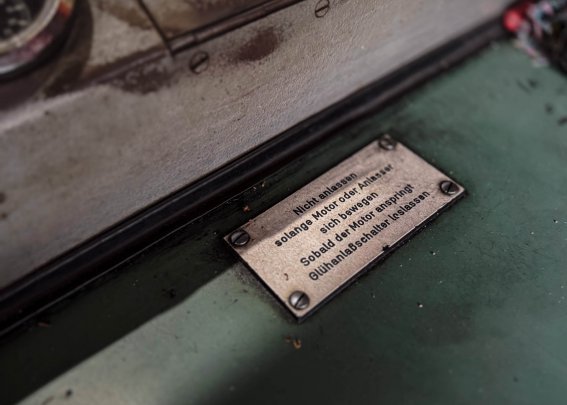 Nicht anlassen
solange Motor oder Anlasser
sich bewegen
Sobald der Motor anspringt
Glühanlaßschalter loslassen.